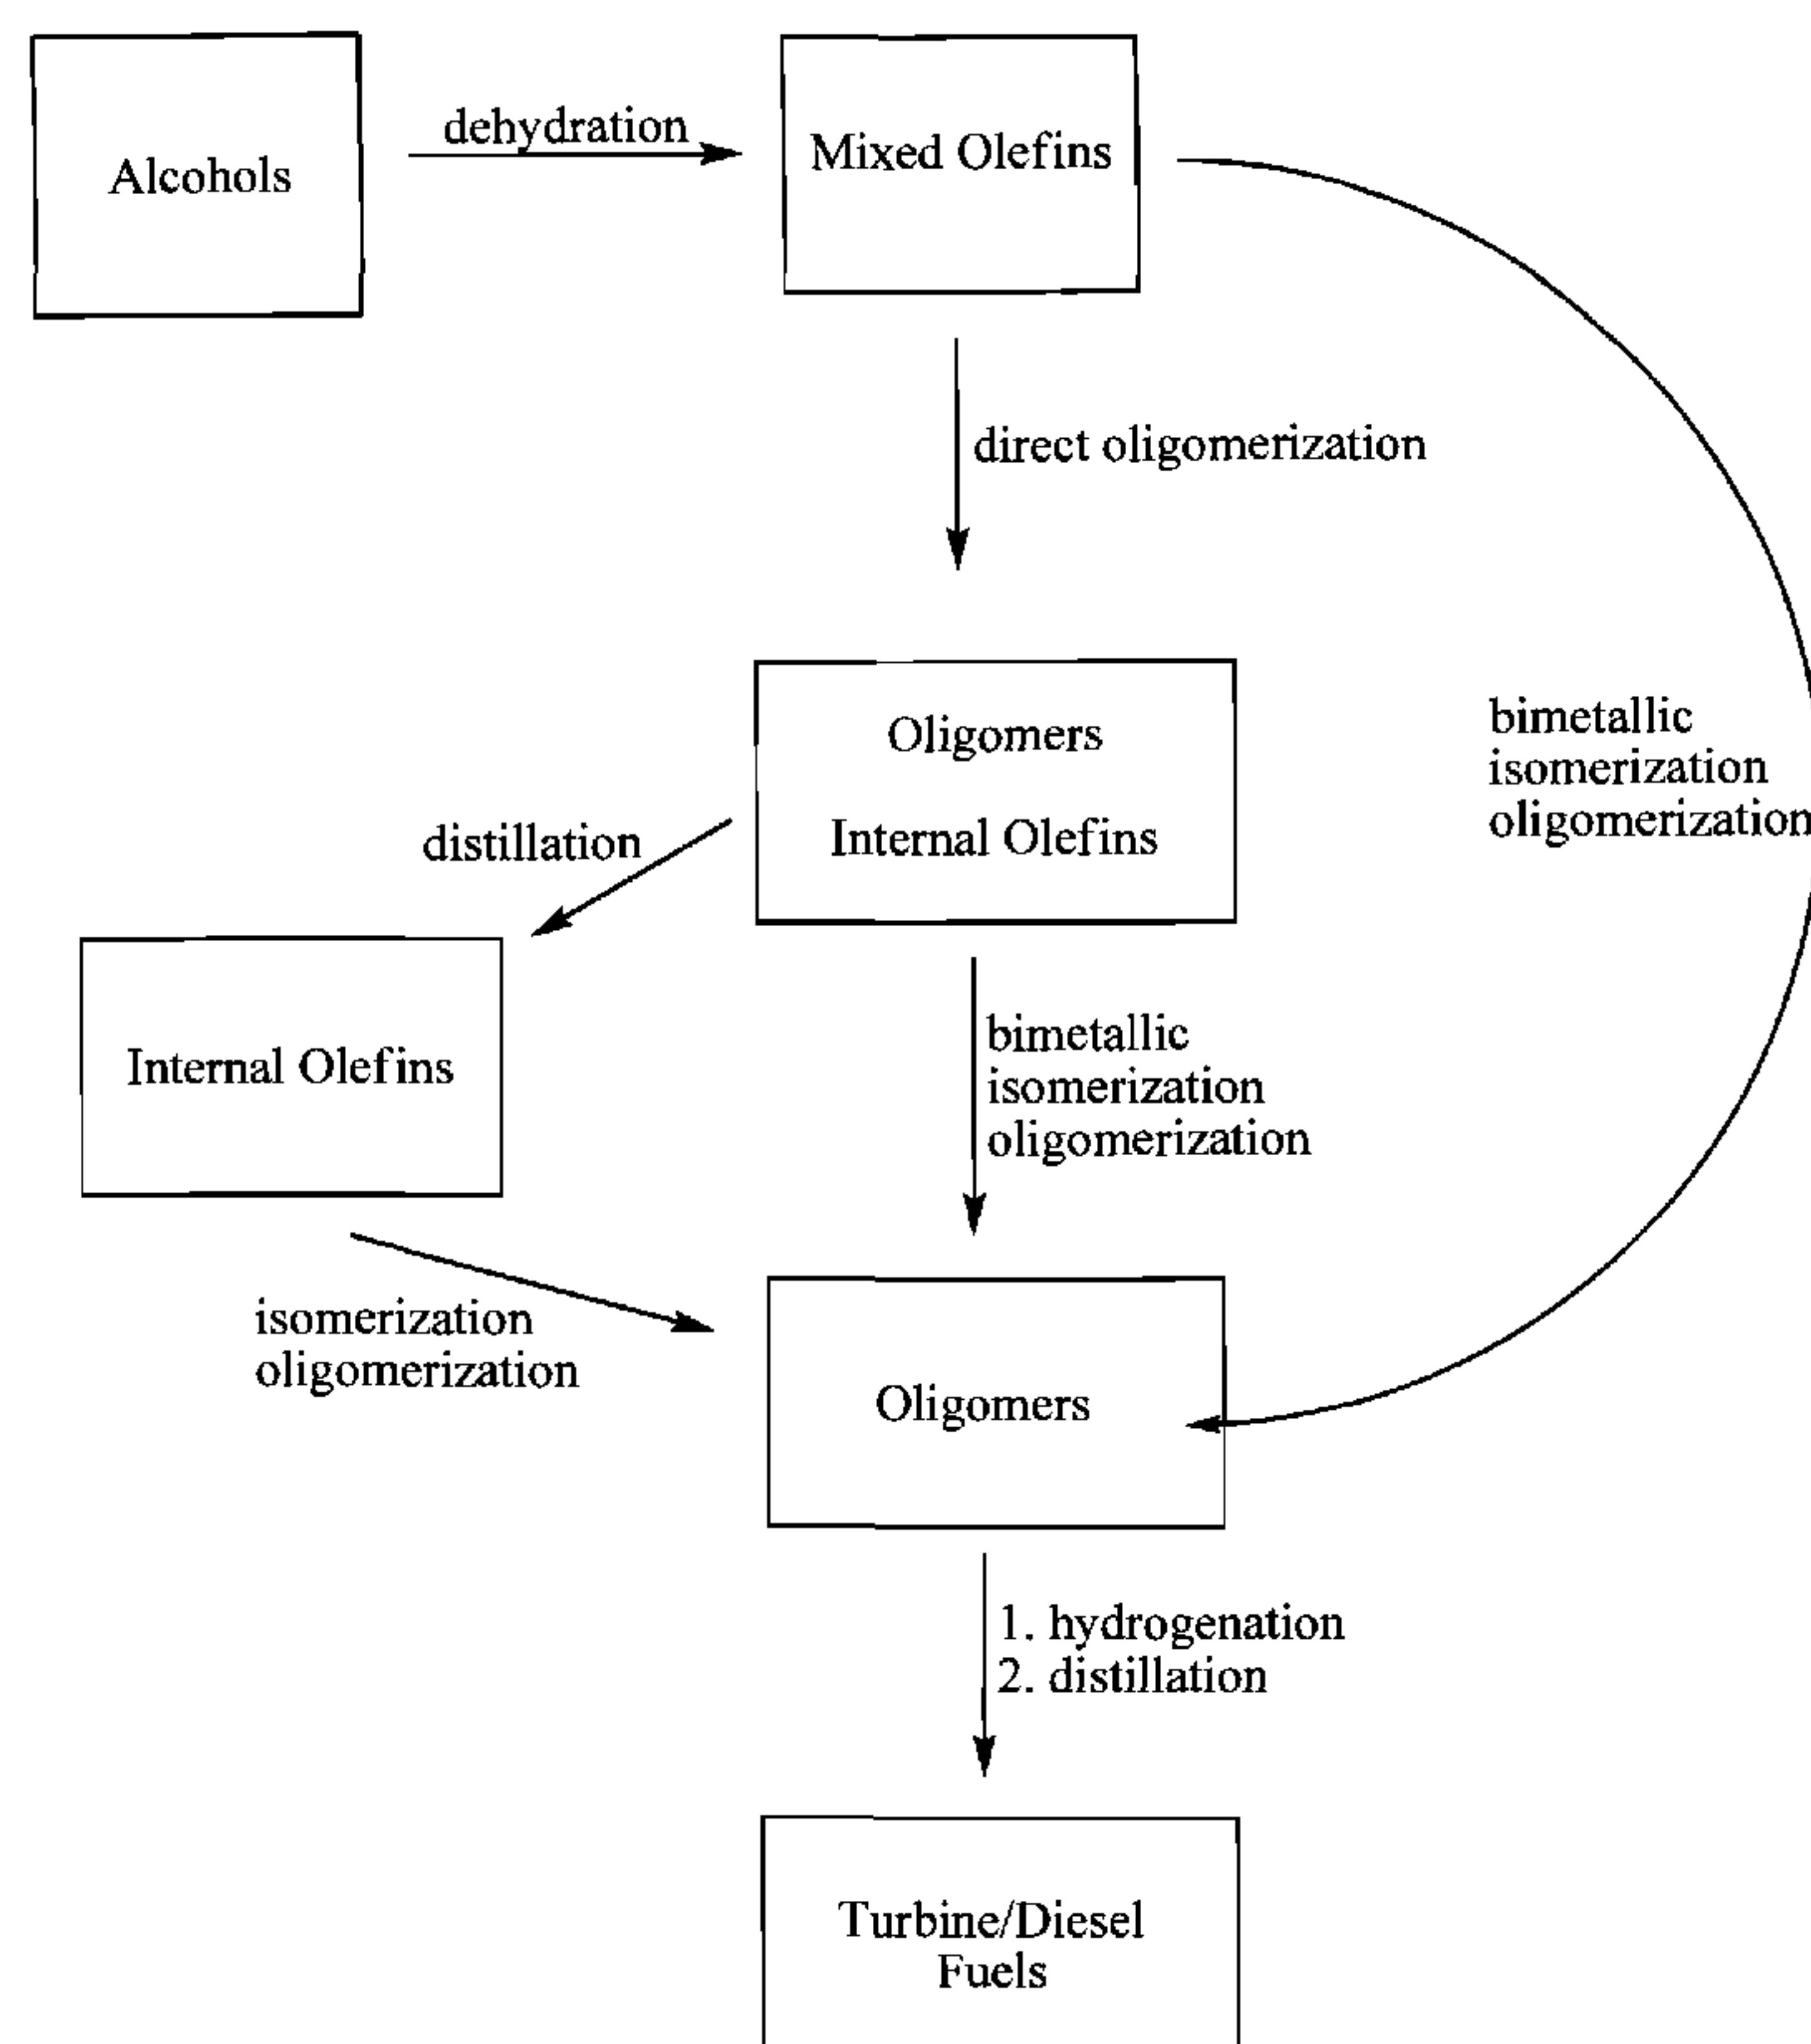 Alcohols
dehydration
Mixed Olefins
direct oligomerization
Oligomers
Internal Olefins
bimetallic
isomerization
oligomerization
distillation
Internal Olefins
bimetallic
isomerization
oligomerization
isomerization
oligomerization
Oligomers
1. hydrogenation
2. distillation
Turbine/Diesel
Fuels